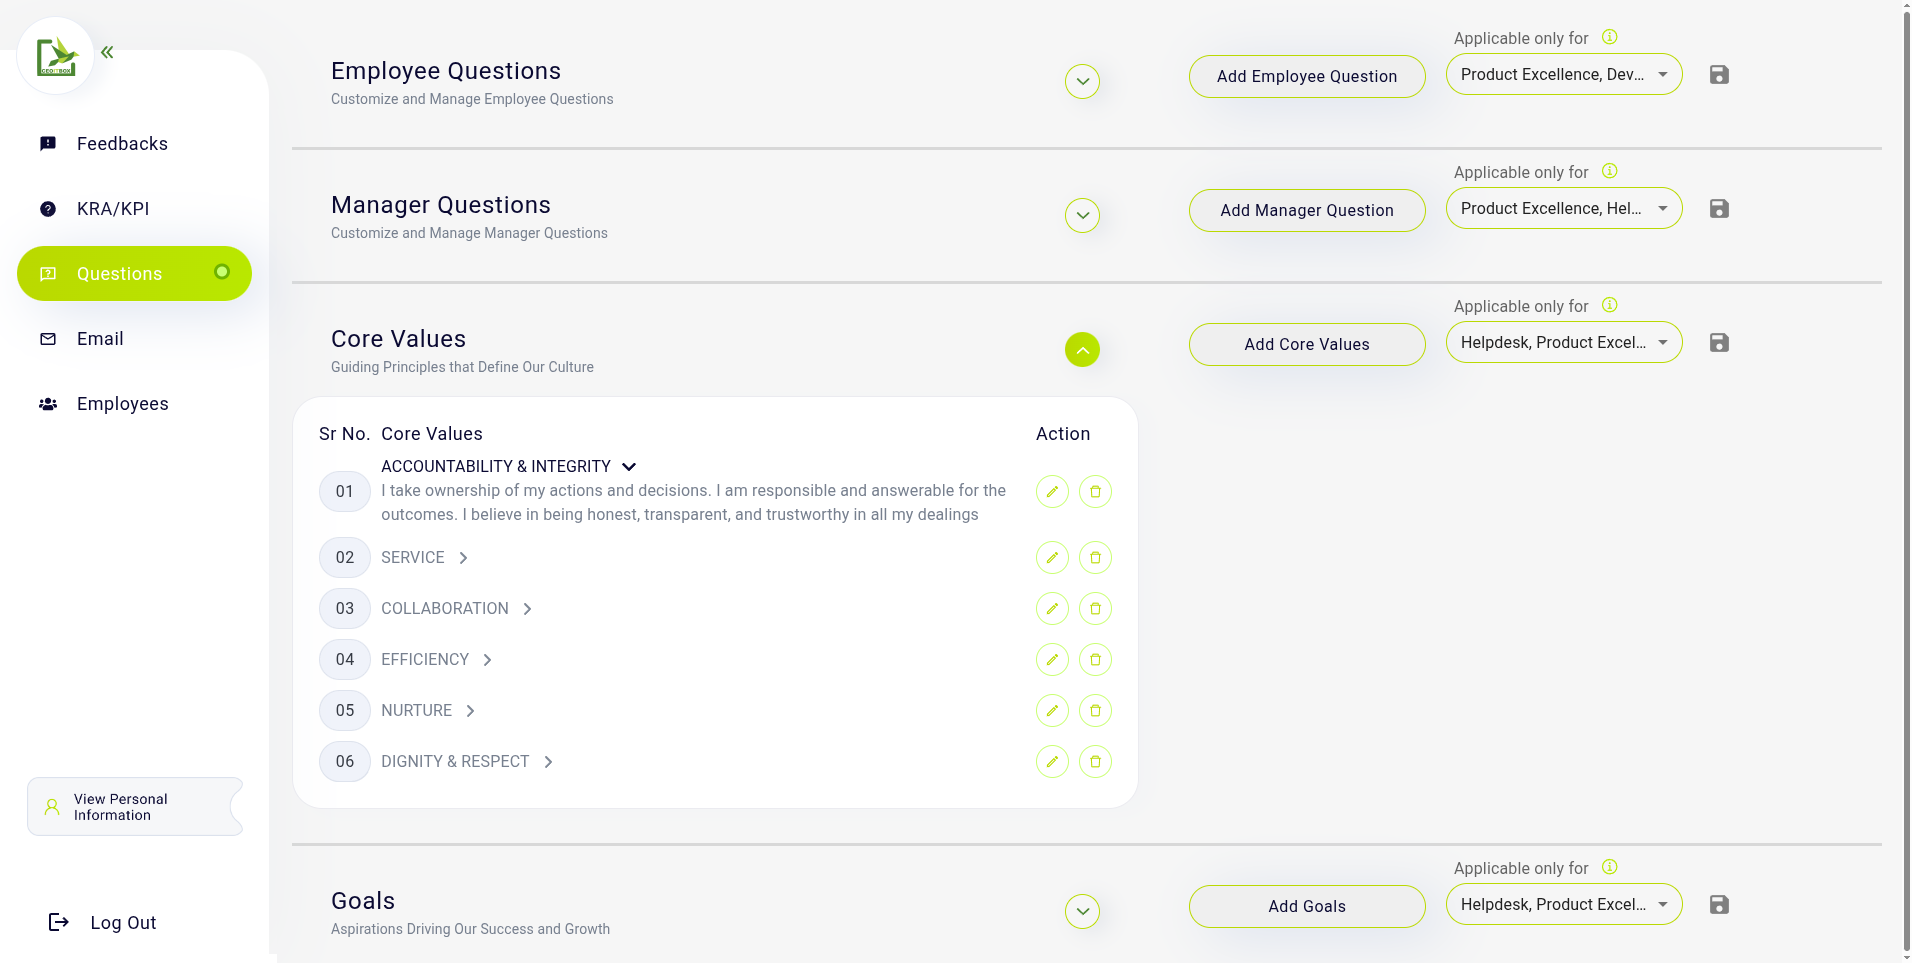 CEOITBOX
Feedbacks
KRA/KPI
Questions
Email
Employees
View Personal
Information
Log Out
Employee Questions
Customize and Manage Employee Questions
Add Employee Question
Applicable only for
Product Excellence, Dev...
Manager Questions
Customize and Manage Manager Questions
Add Manager Question
Applicable only for
Product Excellence, Hel...
Core Values
Guiding Principles that Define Our Culture
Add Core Values
Applicable only for
Helpdesk, Product Excel...
Sr No. Core Values Action
01 ACCOUNTABILITY & INTEGRITY
I take ownership of my actions and decisions. I am responsible and answerable for the
outcomes. I believe in being honest, transparent, and trustworthy in all my dealings
02 SERVICE
03 COLLABORATION
04 EFFICIENCY
05 NURTURE
06 DIGNITY & RESPECT
Goals
Aspirations Driving Our Success and Growth
Add Goals
Applicable only for
Helpdesk, Product Excel...